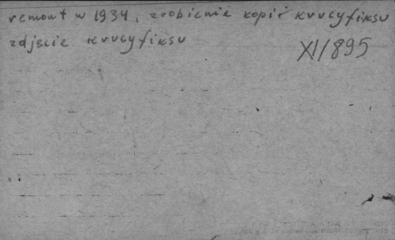 remont w 1934, zrobienie kopii krucyfiksu
zdjęcie krucyfiksu
XI/895